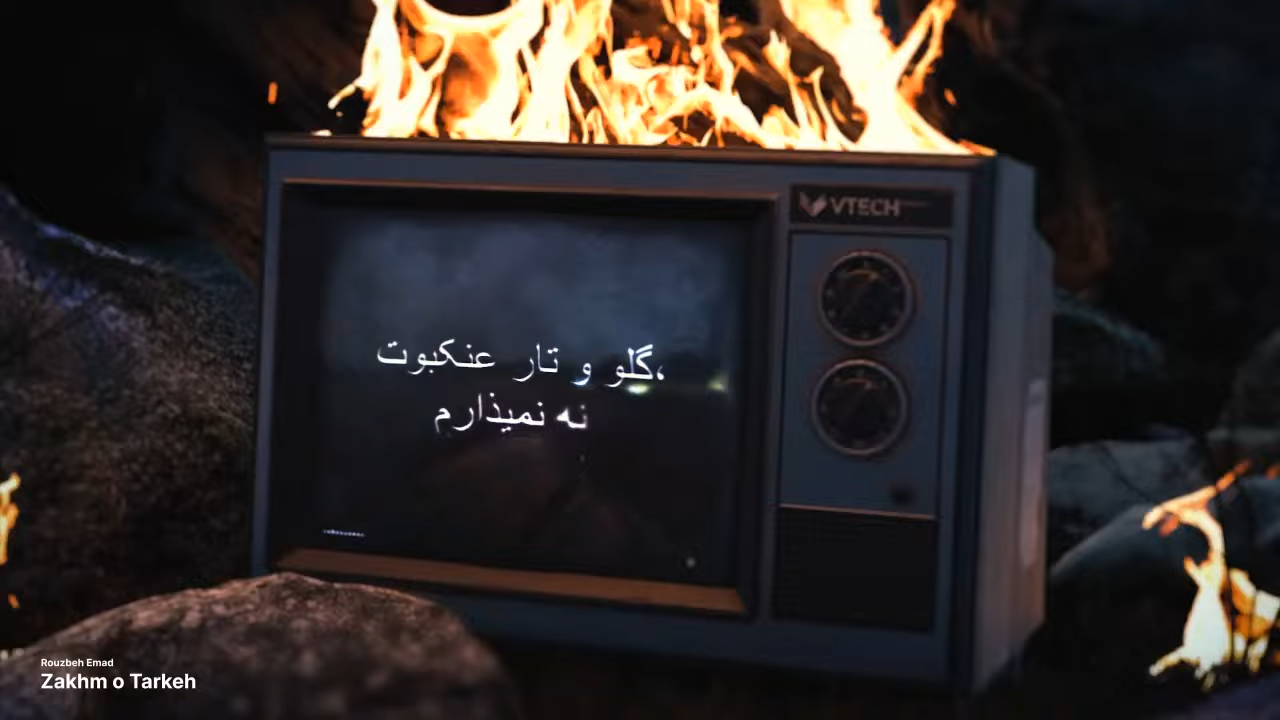 VTECH
گلو و تار عنکبوت،
نه نمیذارم
Rouzbeh Emad
Zakhm o Tarkeh